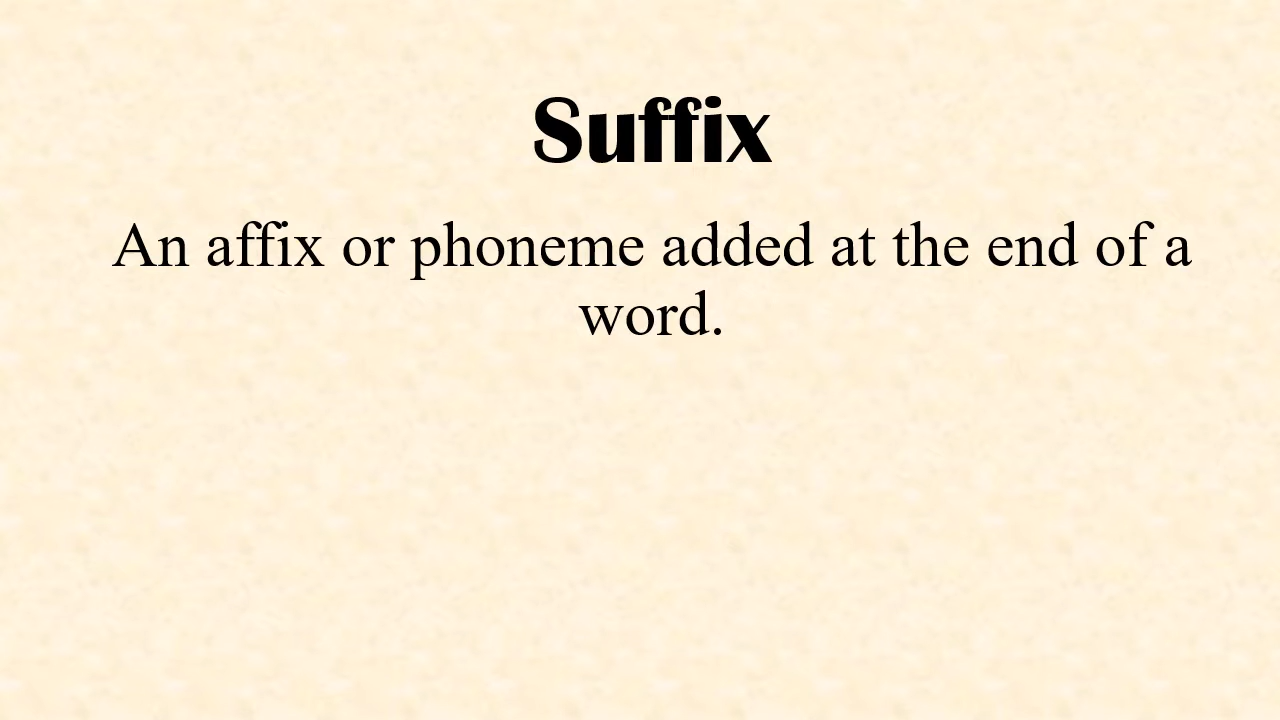 Suffix
An affix or phoneme added at the end of a
word.